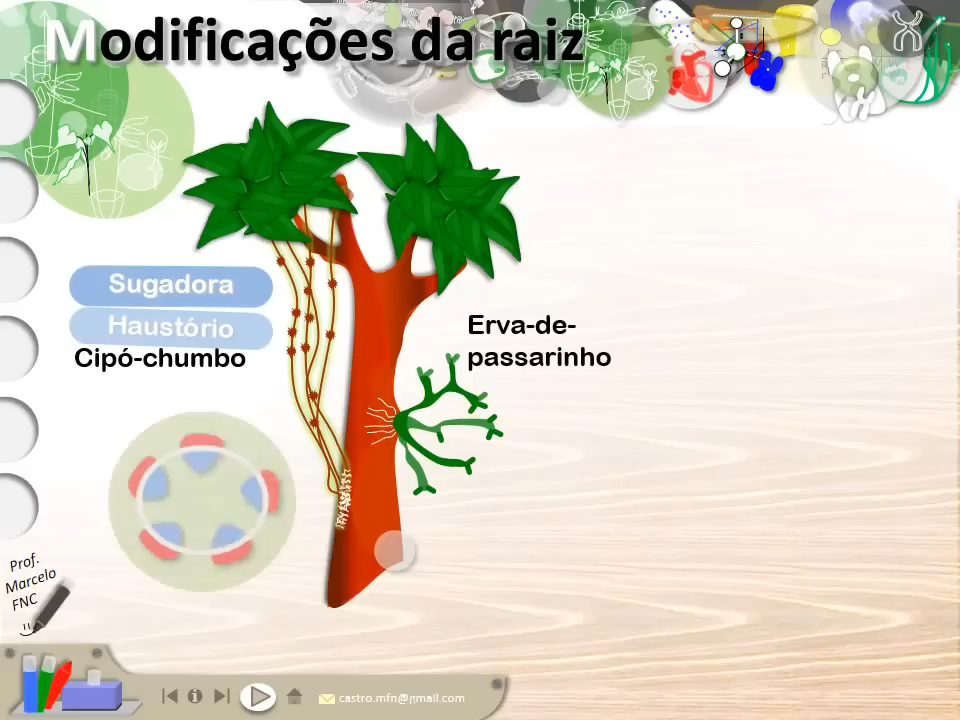 Modificações da raiz
Sugadora
Haustório
Cipó-chumbo
Erva-de-
passarinho
Prof.
Marcelo
FNC
castro.mfn@gmail.com